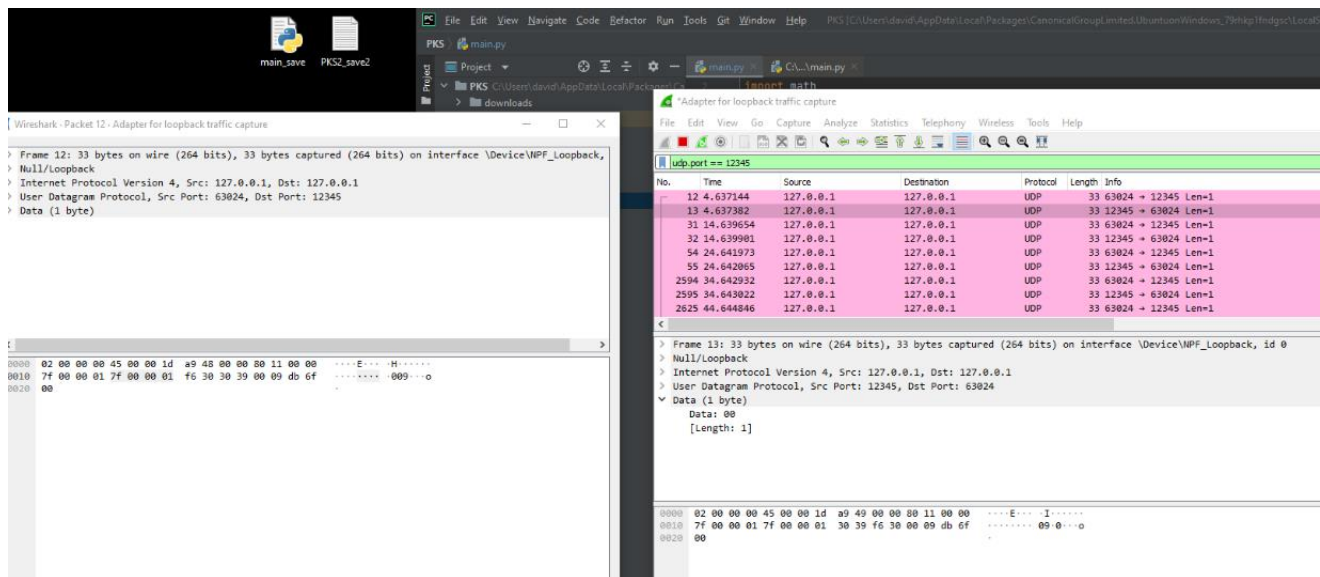 main_save
PKS2_save2
PC File Edit View Navigate Code Refactor Run Tools Git Window Help PKS [C:\Users\david\AppData\Local\Packages\CanonicalGroupLimited.UbuntuonWindows_79rhkp1fndgsc\LocalS
PKS main.py
Project
Project main.py C:\...\main.py
PKS C:\Users\david\AppData\Local\Packages\Ca 2 import math
downloads
Wireshark · Packet 12 · Adapter for loopback traffic capture
Frame 12: 33 bytes on wire (264 bits), 33 bytes captured (264 bits) on interface \Device\NPF_Loopback,
Null/Loopback
Internet Protocol Version 4, Src: 127.0.0.1, Dst: 127.0.0.1
User Datagram Protocol, Src Port: 63024, Dst Port: 12345
Data (1 byte)
0000 02 00 00 00 45 00 00 1d a9 48 00 00 80 11 00 00 ····E··· ·H······
0010 7f 00 00 01 7f 00 00 01 f6 30 30 39 00 09 db 6f ········ ·009···o
0020 00 ·
*Adapter for loopback traffic capture
File Edit View Go Capture Analyze Statistics Telephony Wireless Tools Help
udp.port == 12345
No. Time Source Destination Protocol Length Info
12 4.637144 127.0.0.1 127.0.0.1 UDP 33 63024 → 12345 Len=1
13 4.637382 127.0.0.1 127.0.0.1 UDP 33 12345 → 63024 Len=1
31 14.639654 127.0.0.1 127.0.0.1 UDP 33 63024 → 12345 Len=1
32 14.639901 127.0.0.1 127.0.0.1 UDP 33 12345 → 63024 Len=1
54 24.641973 127.0.0.1 127.0.0.1 UDP 33 63024 → 12345 Len=1
55 24.642065 127.0.0.1 127.0.0.1 UDP 33 12345 → 63024 Len=1
2594 34.642932 127.0.0.1 127.0.0.1 UDP 33 63024 → 12345 Len=1
2595 34.643022 127.0.0.1 127.0.0.1 UDP 33 12345 → 63024 Len=1
2625 44.644846 127.0.0.1 127.0.0.1 UDP 33 63024 → 12345 Len=1
Frame 13: 33 bytes on wire (264 bits), 33 bytes captured (264 bits) on interface \Device\NPF_Loopback, id 0
Null/Loopback
Internet Protocol Version 4, Src: 127.0.0.1, Dst: 127.0.0.1
User Datagram Protocol, Src Port: 12345, Dst Port: 63024
Data (1 byte)
Data: 00
[Length: 1]
0000 02 00 00 00 45 00 00 1d a9 49 00 00 80 11 00 00 ····E··· ·I······
0010 7f 00 00 01 7f 00 00 01 30 39 f6 30 00 09 db 6f ········ 09·0···o
0020 00 ·